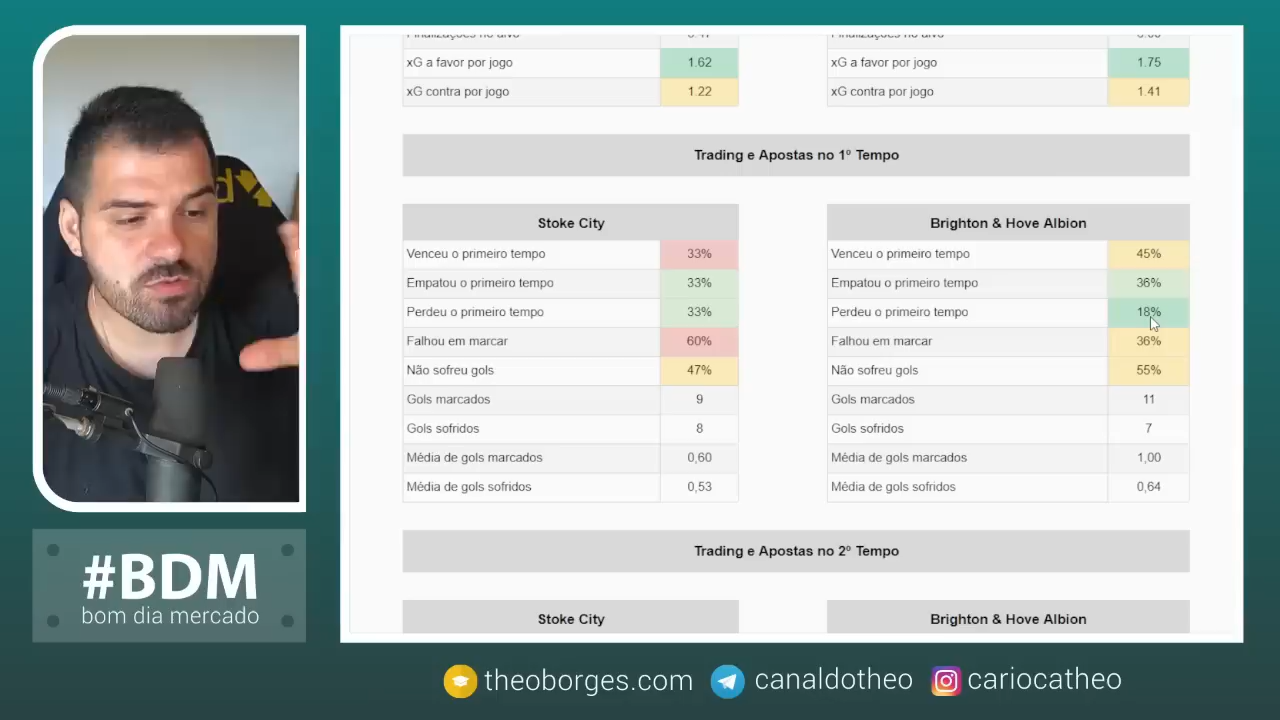 Finalizações no alvo
Finalizações no alvo
xG a favor por jogo 1.62
xG a favor por jogo 1.75
xG contra por jogo 1.22
xG contra por jogo 1.41
Trading e Apostas no 1º Tempo
Stoke City
Venceu o primeiro tempo 33%
Empatou o primeiro tempo 33%
Perdeu o primeiro tempo 33%
Falhou em marcar 60%
Não sofreu gols 47%
Gols marcados 9
Gols sofridos 8
Média de gols marcados 0,60
Média de gols sofridos 0,53
Brighton & Hove Albion
Venceu o primeiro tempo 45%
Empatou o primeiro tempo 36%
Perdeu o primeiro tempo 18%
Falhou em marcar 36%
Não sofreu gols 55%
Gols marcados 11
Gols sofridos 7
Média de gols marcados 1,00
Média de gols sofridos 0,64
Trading e Apostas no 2º Tempo
Stoke City
Brighton & Hove Albion
#BDM
bom dia mercado
theoborges.com
canaldotheo
cariocatheo